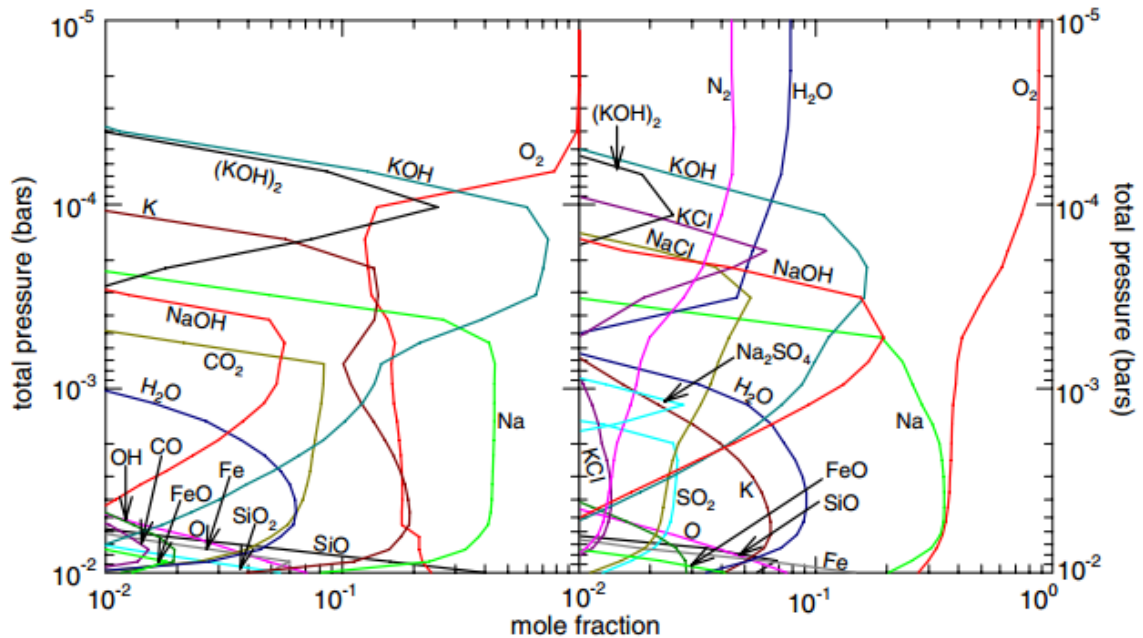 total pressure (bars)
10⁻⁵
10⁻⁴
10⁻³
10⁻²
(KOH)₂
KOH
O₂
K
NaOH
CO₂
H₂O
Na
OH
CO
FeO
Fe
O
SiO₂
SiO
10⁻²
10⁻¹
N₂
H₂O
O₂
(KOH)₂
KOH
KCl
NaCl
NaOH
Na₂SO₄
H₂O
Na
KCl
SO₂
K
O
FeO
SiO
Fe
10⁻²
10⁻¹
10⁰
10⁻⁵
10⁻⁴
10⁻³
10⁻²
total pressure (bars)
mole fraction